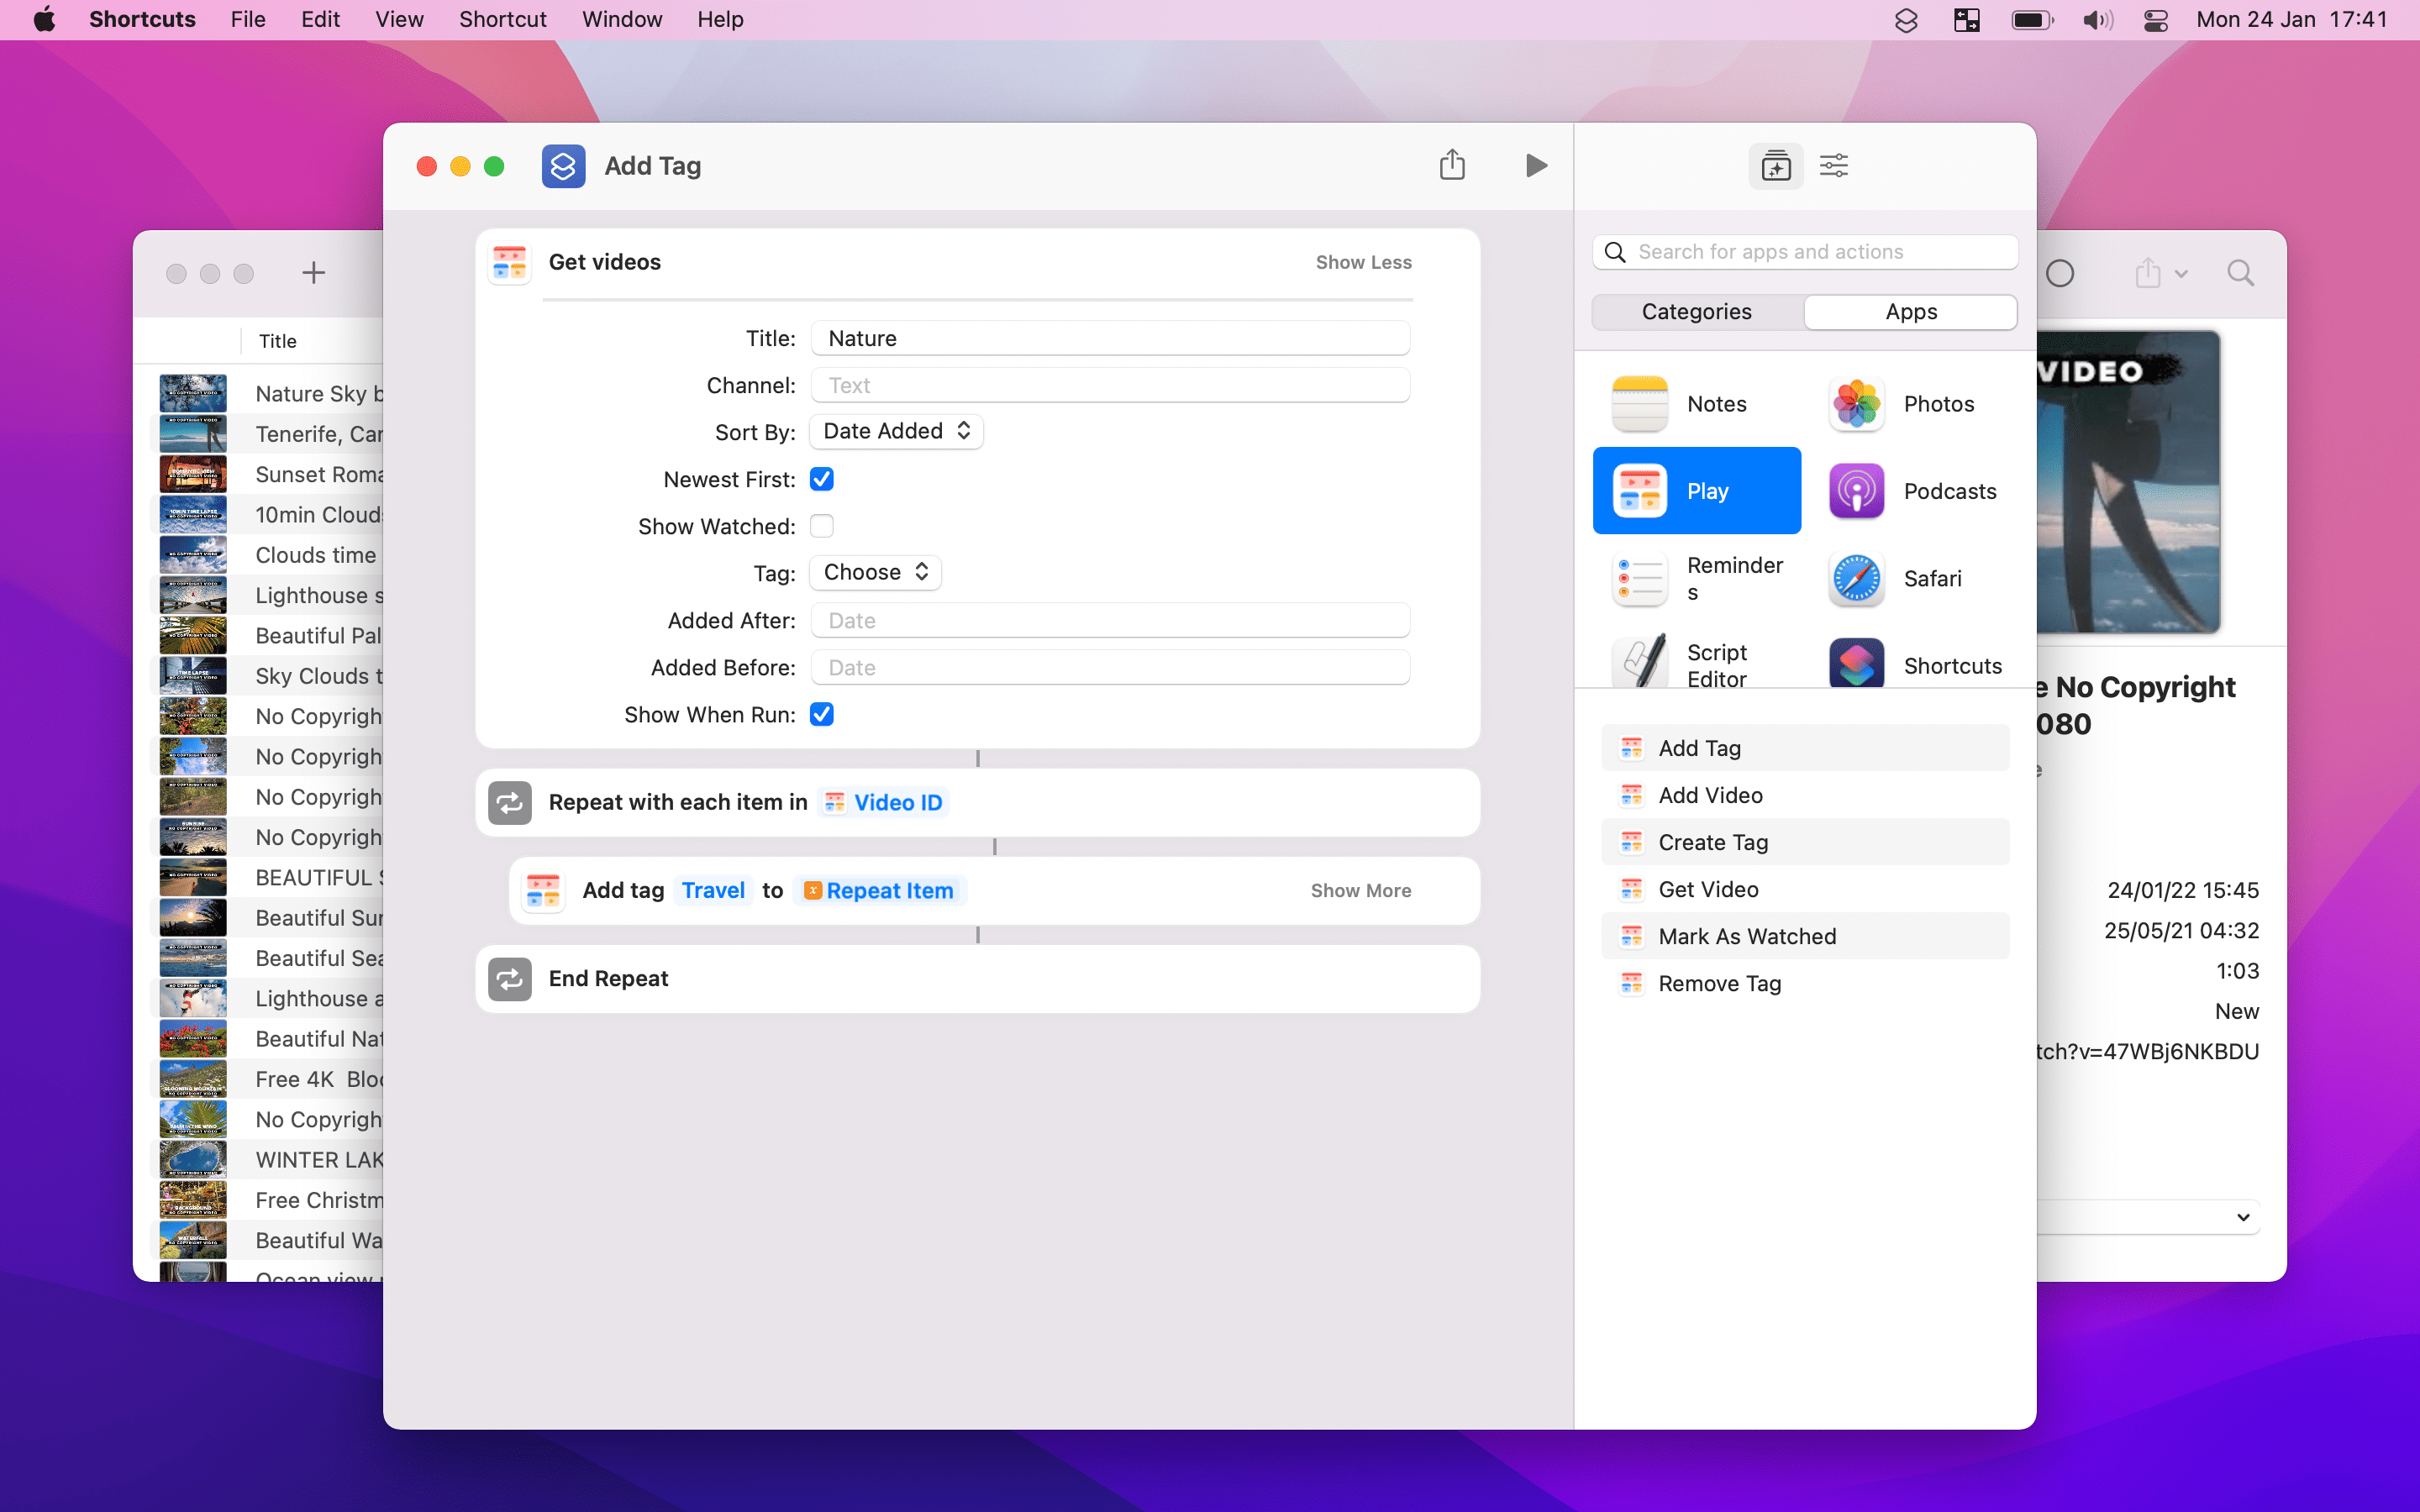 Shortcuts File Edit View Shortcut Window Help Mon 24 Jan 17:41
Add Tag
Get videos Show Less
Title: Nature
Channel: Text
Sort By: Date Added
Newest First:
Show Watched:
Tag: Choose
Added After: Date
Added Before: Date
Show When Run:
Repeat with each item in Video ID
Add tag Travel to Repeat Item Show More
End Repeat
Search for apps and actions
Categories Apps
Notes Photos
Play Podcasts
Reminder
s
Safari
Script
Editor
Shortcuts
Add Tag
Add Video
Create Tag
Get Video
Mark As Watched
Remove Tag
Title
Nature Sky b
Tenerife, Car
Sunset Roma
10min Clouds
Clouds time
Lighthouse s
Beautiful Pal
Sky Clouds t
No Copyrigh
No Copyrigh
No Copyrigh
No Copyrigh
BEAUTIFUL S
Beautiful Sun
Beautiful Sea
Lighthouse a
Beautiful Nat
Free 4K Bloo
No Copyrigh
WINTER LAK
Free Christm
Beautiful Wa
Ocean view
VIDEO
e No Copyright
080
e
24/01/22 15:45
25/05/21 04:32
1:03
New
tch?v=47WBj6NKBDU